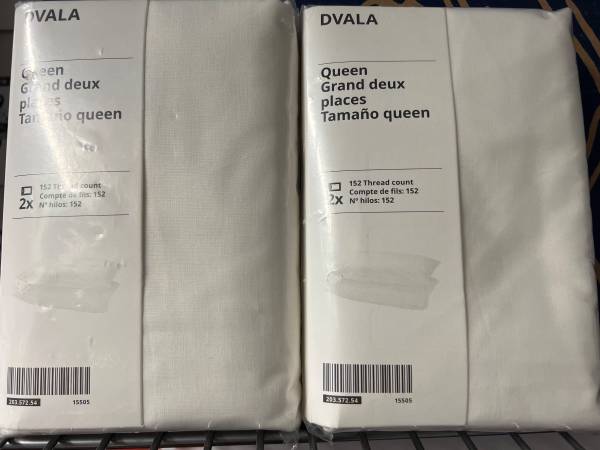 DVALA
Queen
Grand deux
places
Tamaño queen
152 Thread count
Compte de fils: 152
2x N° hilos: 152
203.572.54
15505
DVALA
Queen
Grand deux
places
Tamaño queen
152 Thread count
Compte de fils: 152
2x N° hilos: 152
203.572.54
15505